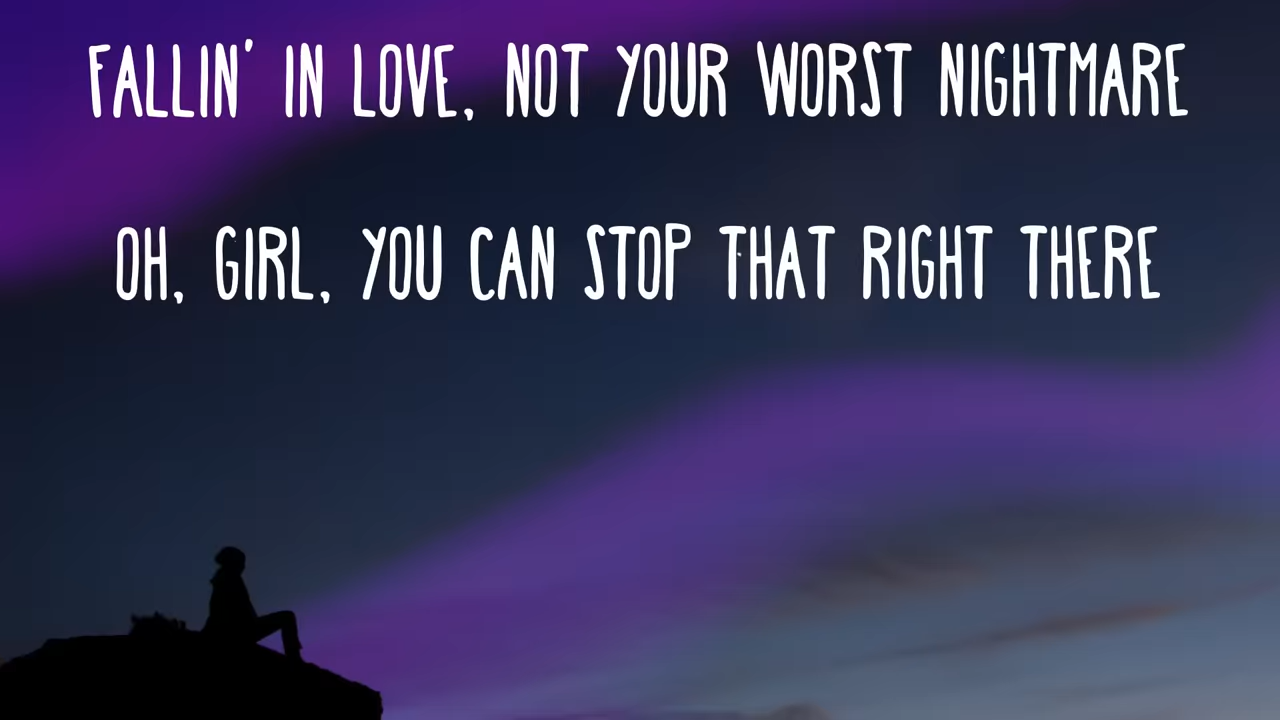 FALLIN' IN LOVE, NOT YOUR WORST NIGHTMARE
OH, GIRL, YOU CAN STOP THAT RIGHT THERE